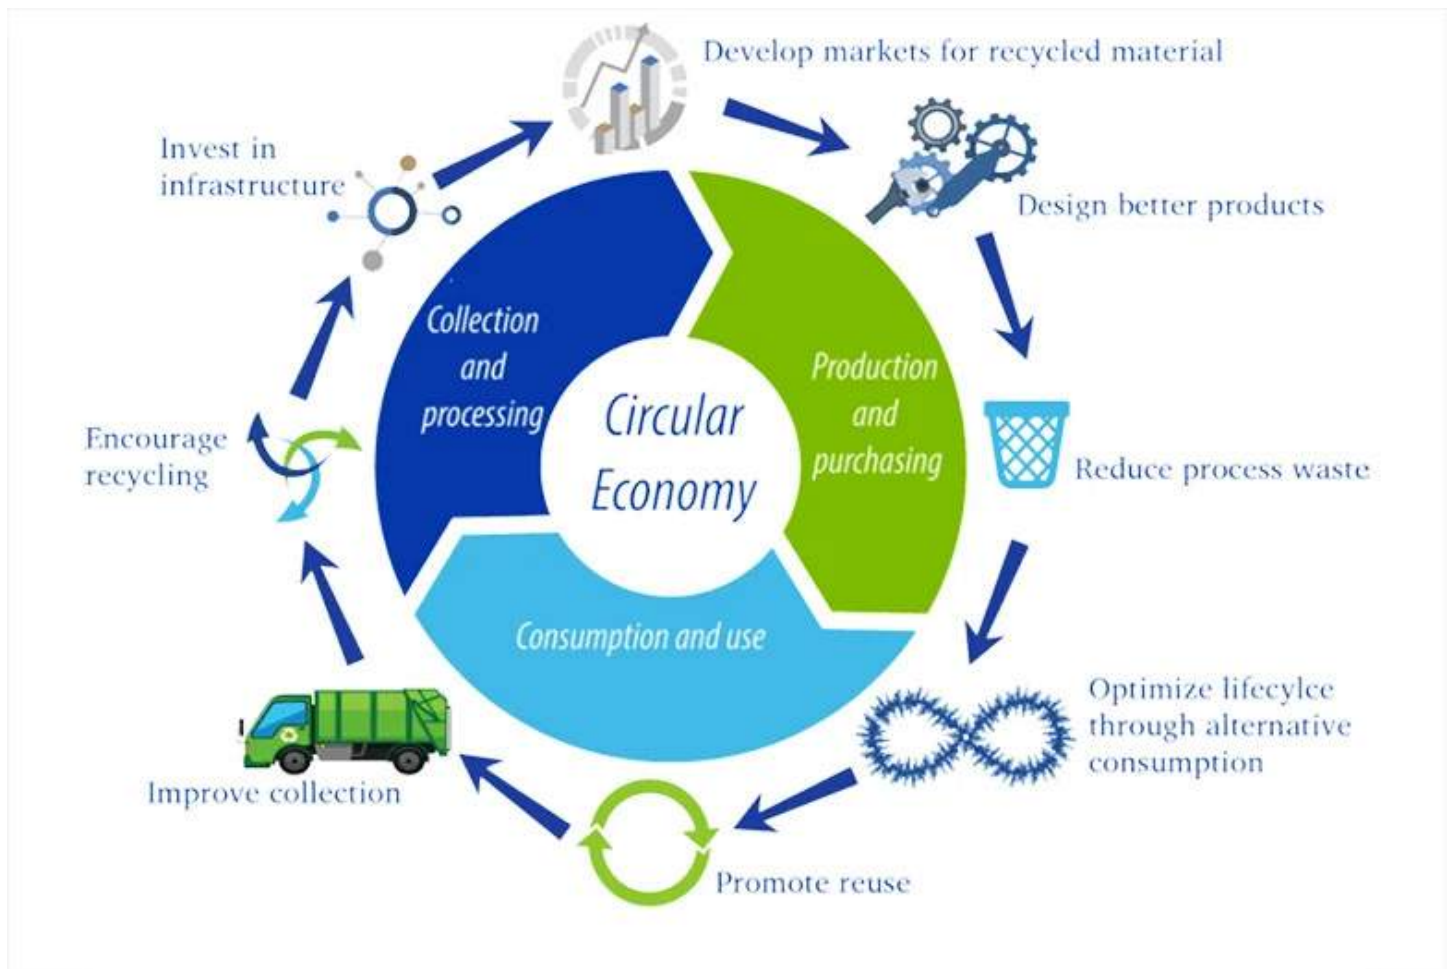 Develop markets for recycled material
Invest in
infrastructure
Design better products
Collection
and
processing
Production
and
purchasing
Circular
Economy
Encourage
recycling
Reduce process waste
Consumption and use
Optimize lifecylce
through alternative
consumption
Improve collection
Promote reuse